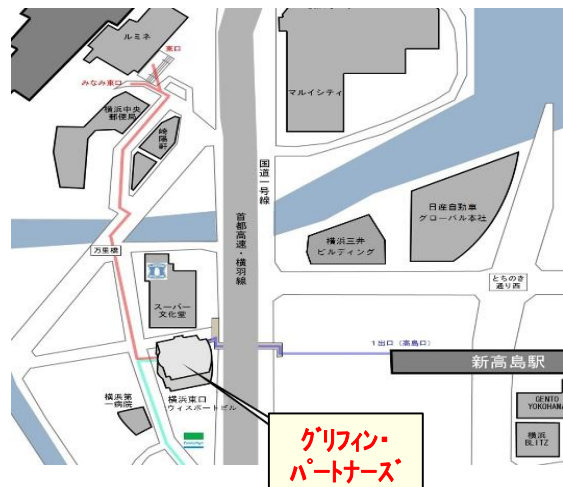 ルミネ
東口
みなみ東口
横浜中央
郵便局
崎陽軒
マルイシティ
国道一号線
首都高速・横羽線
日産自動車
グローバル本社
横浜三井
ビルディング
万里橋
とちのき
通り西
スーパー
文化堂
1出口(高島口)
新高島駅
横浜第
一病院
横浜東口
ウィスポートビル
GENTO
YOKOHAMA
横浜
BLITZ
FamilyMart
グリフィン・
パートナーズ